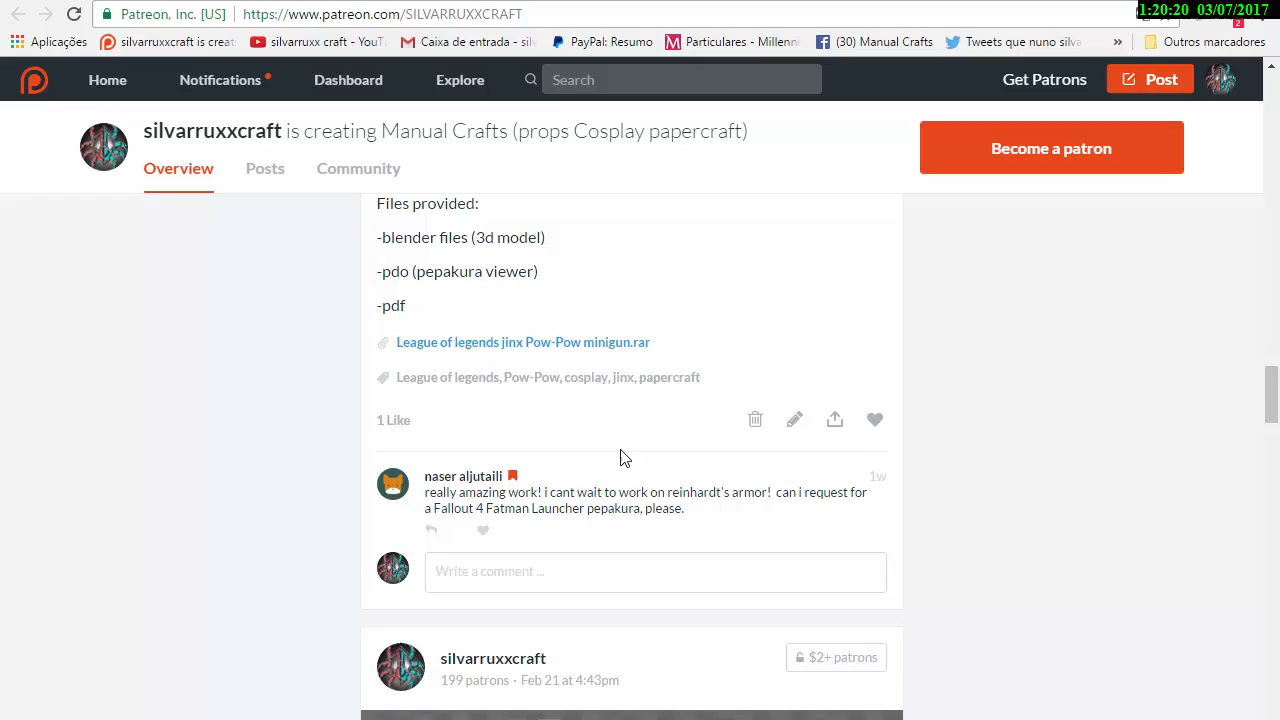 1:20:20 03/07/2017
Patreon, Inc. [US] https://www.patreon.com/SILVARRUXXCRAFT
Aplicações silvarruxxcraft is creat silvarruxx craft - YouT Caixa de entrada - silv PayPal: Resumo Particulares - Millenni (30) Manual Crafts Tweets que nuno silva » Outros marcadores
2
Home Notifications Dashboard Explore Search Get Patrons Post
silvarruxxcraft is creating Manual Crafts (props Cosplay papercraft)
Become a patron
Overview Posts Community
Files provided:
-blender files (3d model)
-pdo (pepakura viewer)
-pdf
League of legends jinx Pow-Pow minigun.rar
League of legends, Pow-Pow, cosplay, jinx, papercraft
1 Like
naser aljutaili 1w
really amazing work! i cant wait to work on reinhardt's armor! can i request for
a Fallout 4 Fatman Launcher pepakura, please.
Write a comment ...
silvarruxxcraft $2+ patrons
199 patrons · Feb 21 at 4:43pm